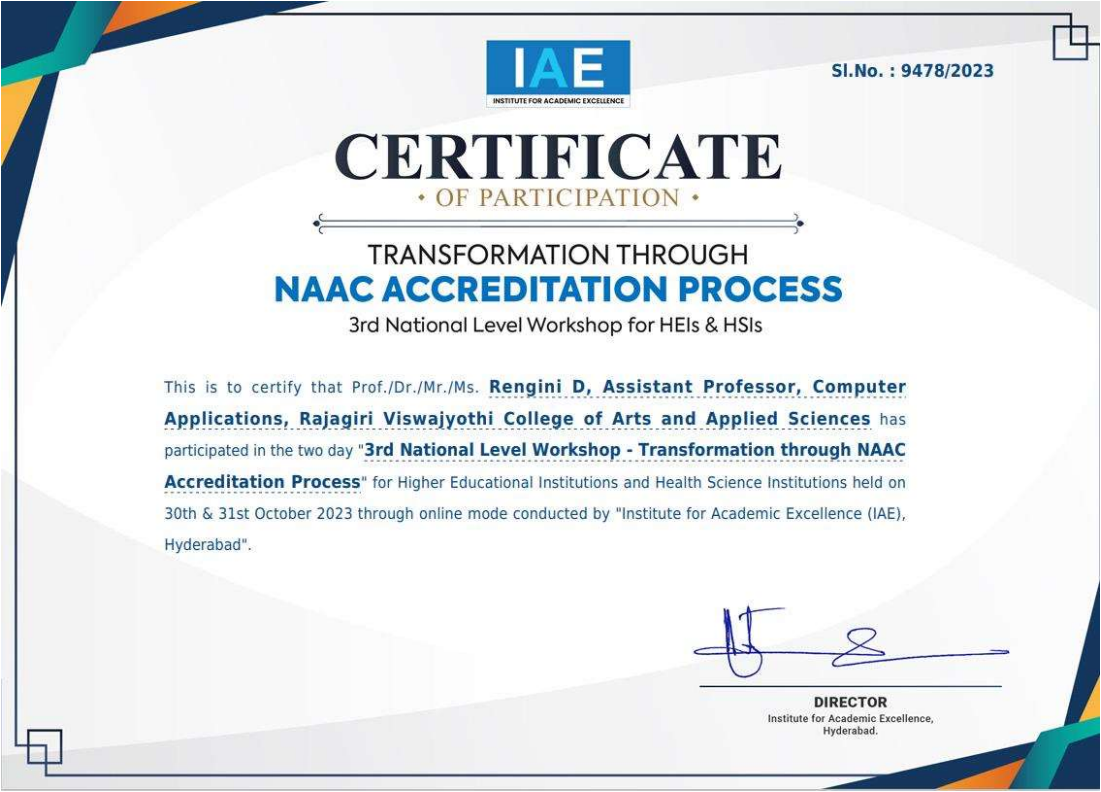 IAE
INSTITUTE FOR ACADEMIC EXCELLENCE
Sl.No. : 9478/2023
CERTIFICATE
• OF PARTICIPATION •
TRANSFORMATION THROUGH
NAAC ACCREDITATION PROCESS
3rd National Level Workshop for HEIs & HSIs
This is to certify that Prof./Dr./Mr./Ms. Rengini D, Assistant Professor, Computer
Applications, Rajagiri Viswajyothi College of Arts and Applied Sciences has
participated in the two day "3rd National Level Workshop - Transformation through NAAC
Accreditation Process" for Higher Educational Institutions and Health Science Institutions held on
30th & 31st October 2023 through online mode conducted by "Institute for Academic Excellence (IAE),
Hyderabad".
DIRECTOR
Institute for Academic Excellence,
Hyderabad.